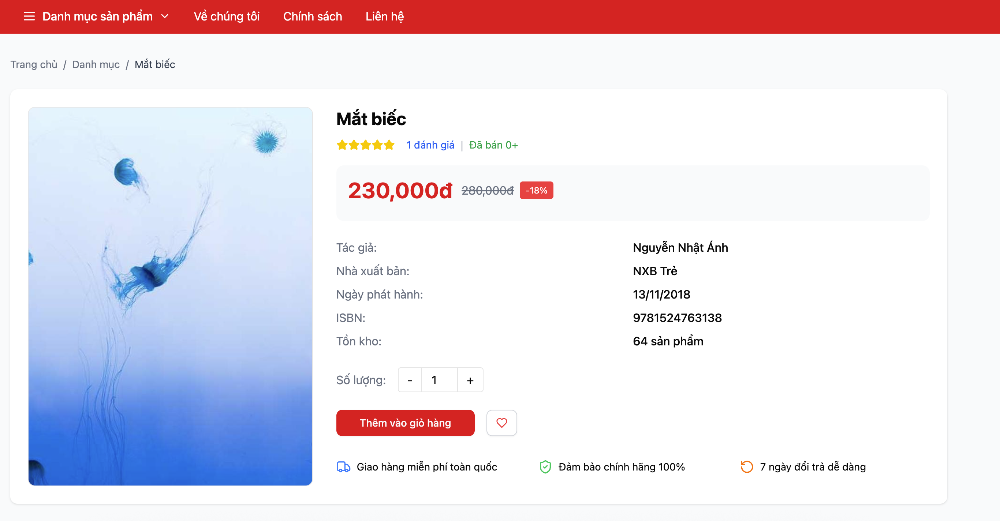 Danh mục sản phẩm Về chúng tôi Chính sách Liên hệ
Trang chủ / Danh mục / Mắt biếc
Mắt biếc
1 đánh giá | Đã bán 0+
230,000đ 280,000đ -18%
Tác giả: Nguyễn Nhật Ánh
Nhà xuất bản: NXB Trẻ
Ngày phát hành: 13/11/2018
ISBN: 9781524763138
Tồn kho: 64 sản phẩm
Số lượng: - 1 +
Thêm vào giỏ hàng
Giao hàng miễn phí toàn quốc Đảm bảo chính hãng 100% 7 ngày đổi trả dễ dàng